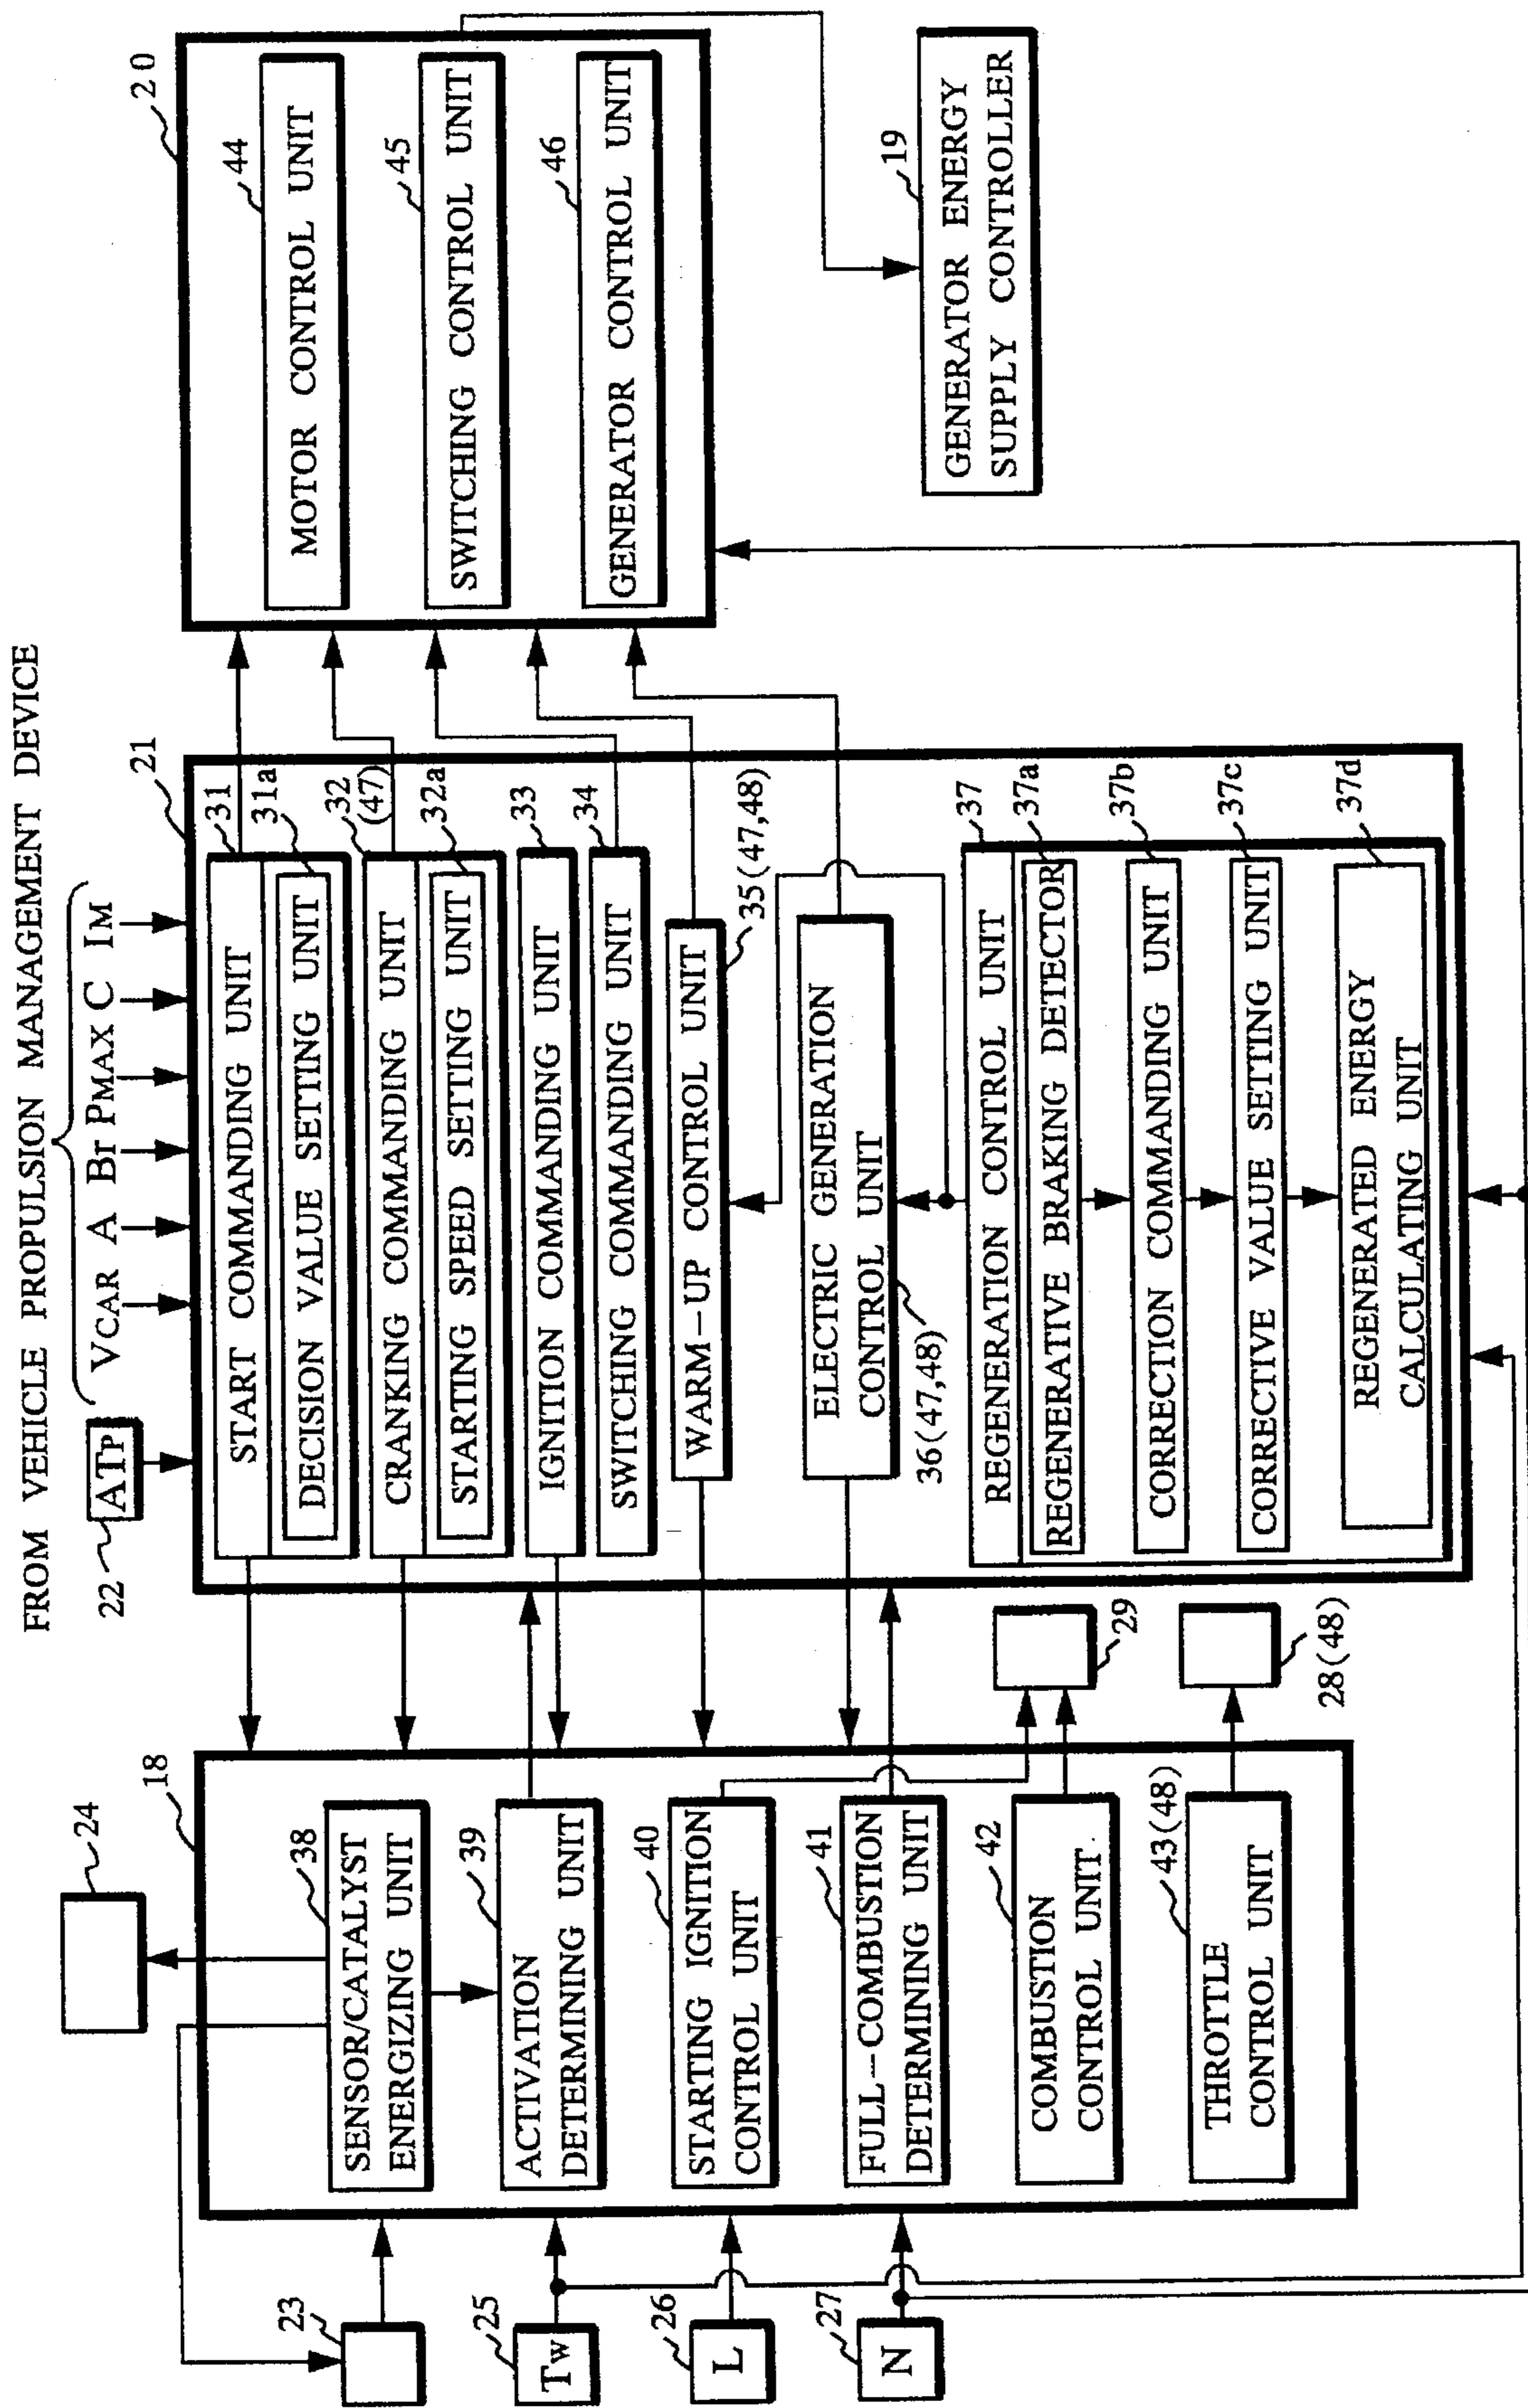 FROM VEHICLE PROPULSION MANAGEMENT DEVICE
22
ATP
VCAR A Br PMAX C IM
24
18
38
SENSOR/CATALYST
ENERGIZING UNIT
39
ACTIVATION
DETERMINING UNIT
40
STARTING IGNITION
CONTROL UNIT
41
FULL-COMBUSTION
DETERMINING UNIT
42
COMBUSTION
CONTROL UNIT
43(48)
THROTTLE
CONTROL UNIT
23
25
TW
26
L
27
N
29
28(48)
21
31
START COMMANDING UNIT
31a
DECISION VALUE SETTING UNIT
32
(47)
CRANKING COMMANDING UNIT
32a
STARTING SPEED SETTING UNIT
33
IGNITION COMMANDING UNIT
34
SWITCHING COMMANDING UNIT
WARM-UP CONTROL UNIT
35(47,48)
ELECTRIC GENERATION
CONTROL UNIT
36(47,48)
37
REGENERATION CONTROL UNIT
37a
REGENERATIVE BRAKING DETECTOR
37b
CORRECTION COMMANDING UNIT
37c
CORRECTIVE VALUE SETTING UNIT
37d
REGENERATED ENERGY
CALCULATING UNIT
20
44
MOTOR CONTROL UNIT
45
SWITCHING CONTROL UNIT
46
GENERATOR CONTROL UNIT
19
GENERATOR ENERGY
SUPPLY CONTROLLER